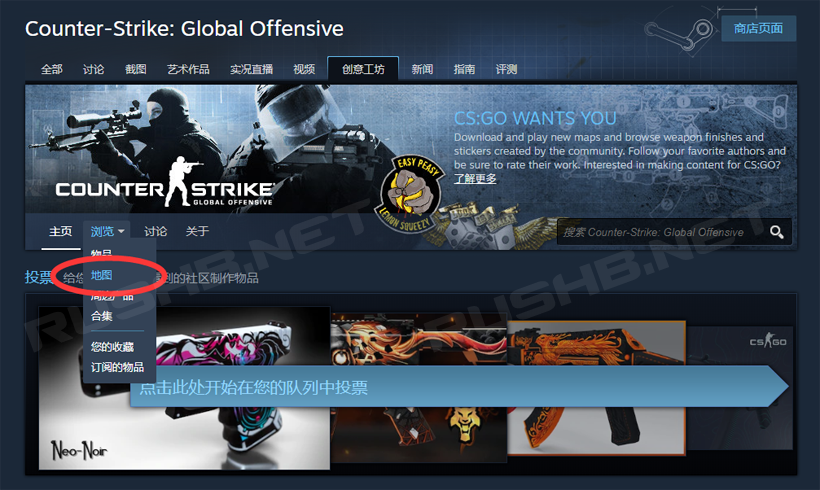 Counter-Strike: Global Offensive
商店页面
全部 讨论 截图 艺术作品 实况直播 视频 创意工坊 新闻 指南 评测
CS:GO WANTS YOU
Download and play new maps and browse weapon finishes and
stickers created by the community. Follow your favorite authors and
be sure to rate their work. Interested in making content for CS:GO?
了解更多
EASY PEASY
LEMON SQUEEZY
COUNTER STRIKE
GLOBAL OFFENSIVE
主页 浏览 讨论 关于
搜索 Counter-Strike: Global Offensive
物品
地图
周边产品
合集
您的收藏
订阅的物品
投票 给您 到的社区制作物品
RUSHB.NET
RUSHB.NET
CS GO
点击此处开始在您的队列中投票
Neo-Noir